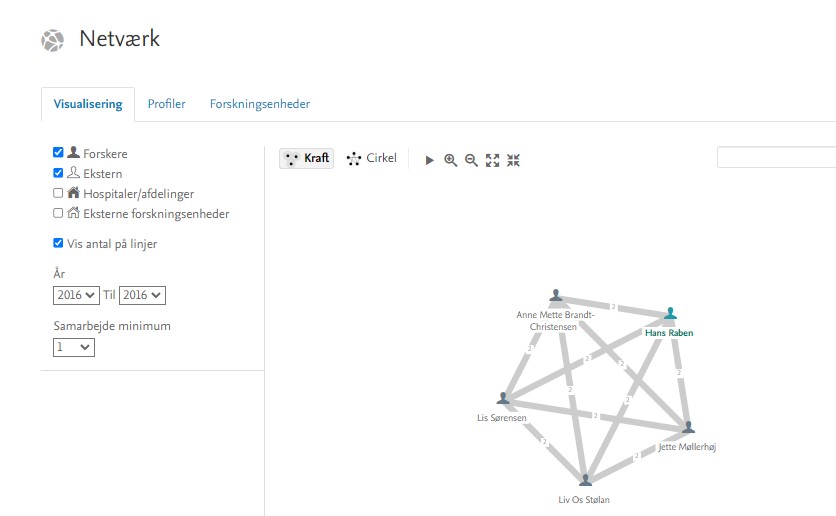 Netværk
Visualisering Profiler Forskningsenheder
Forskere
Ekstern
Hospitaler/afdelinger
Eksterne forskningsenheder
Vis antal på linjer
År
2016 Til 2016
Samarbejde minimum
1
Kraft Cirkel
2
Anne Mette Brandt-
Christensen
Hans Raben
2
2
2
2
2
2
Lis Sørensen
2
2
Jette Møllerhøj
2
2
Liv Os Stølan